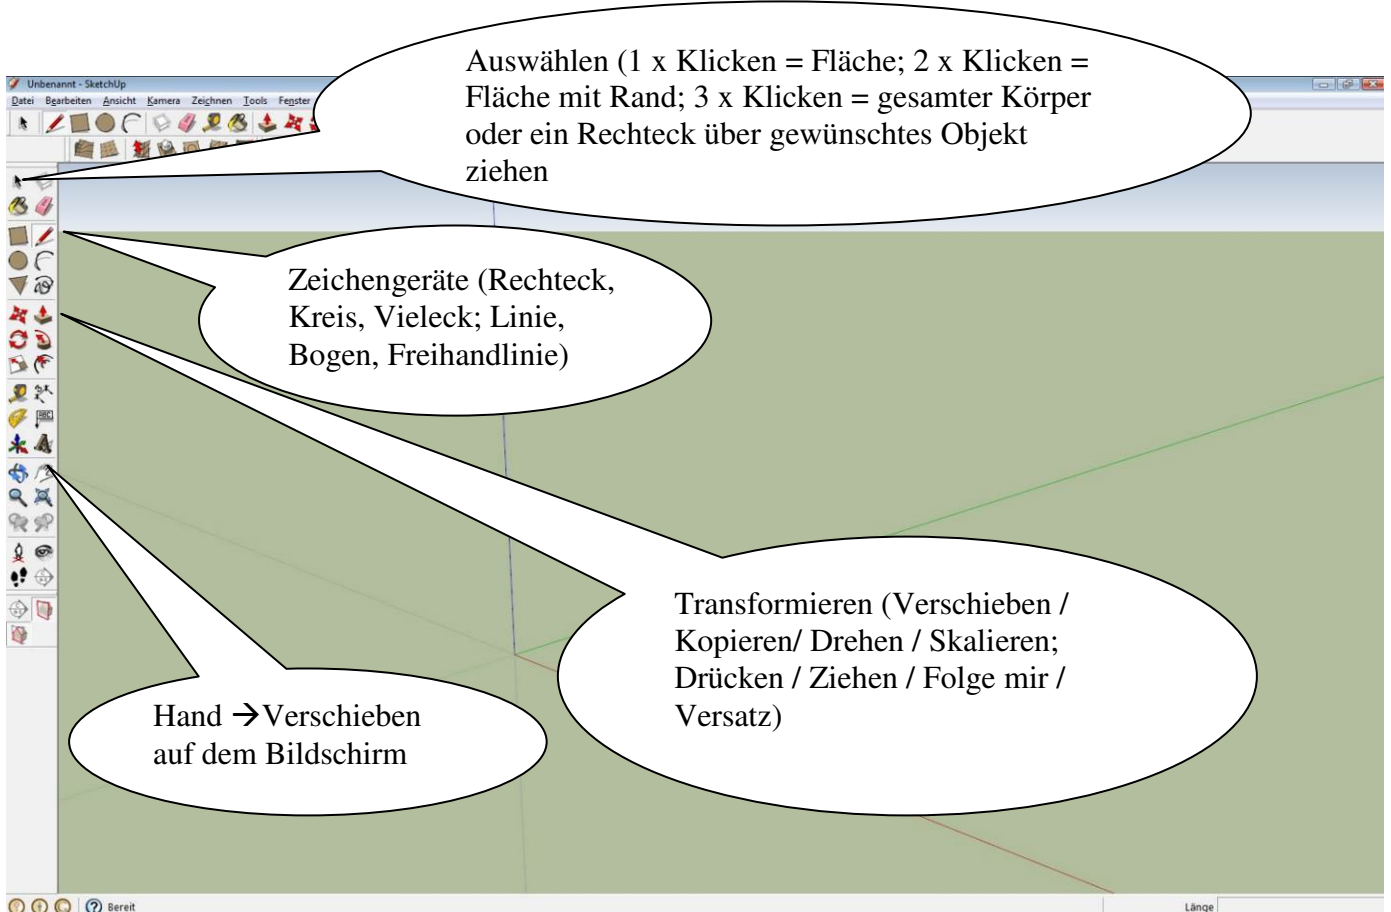 Auswählen (1 x Klicken = Fläche; 2 x Klicken =
Fläche mit Rand; 3 x Klicken = gesamter Körper
oder ein Rechteck über gewünschtes Objekt
ziehen
Unbenannt - SketchUp
Datei Bearbeiten Ansicht Kamera Zeichnen Tools Fenster
Zeichengeräte (Rechteck,
Kreis, Vieleck; Linie,
Bogen, Freihandlinie)
ABC
Transformieren (Verschieben /
Kopieren/ Drehen / Skalieren;
Drücken / Ziehen / Folge mir /
Versatz)
Hand →Verschieben
auf dem Bildschirm
Bereit
Länge